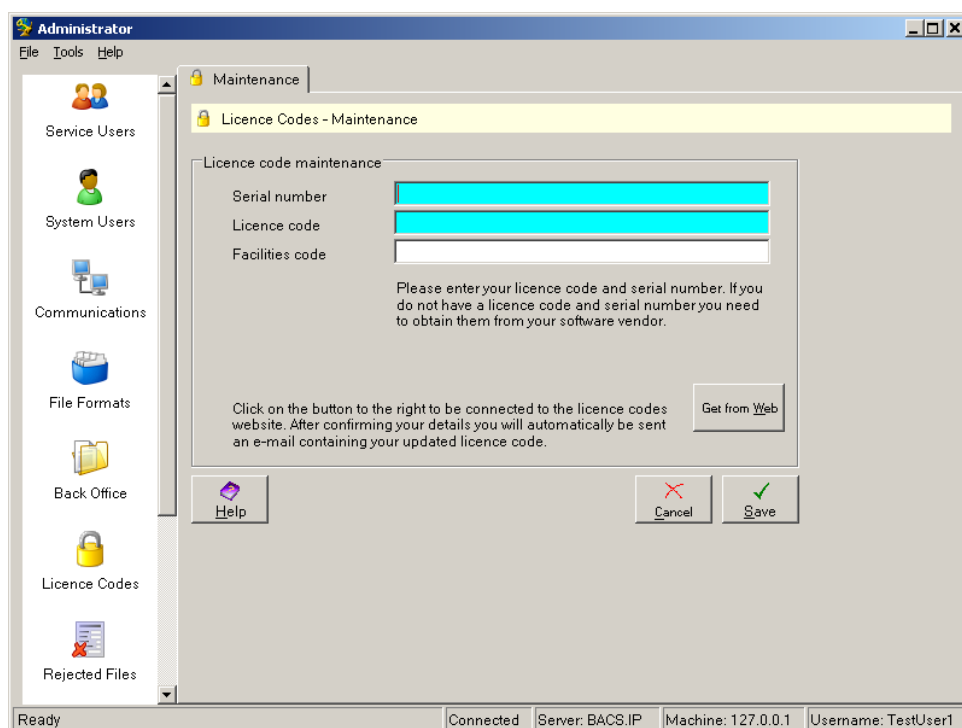 Administrator
File Tools Help
Service Users
System Users
Communications
File Formats
Back Office
Licence Codes
Rejected Files
Maintenance
Licence Codes - Maintenance
Licence code maintenance
Serial number
Licence code
Facilities code
Please enter your licence code and serial number. If you
do not have a licence code and serial number you need
to obtain them from your software vendor.
Click on the button to the right to be connected to the licence codes
website. After confirming your details you will automatically be sent
an e-mail containing your updated licence code.
Get from Web
Help
Cancel
Save
Ready
Connected
Server: BACS.IP
Machine: 127.0.0.1
Username: TestUser1